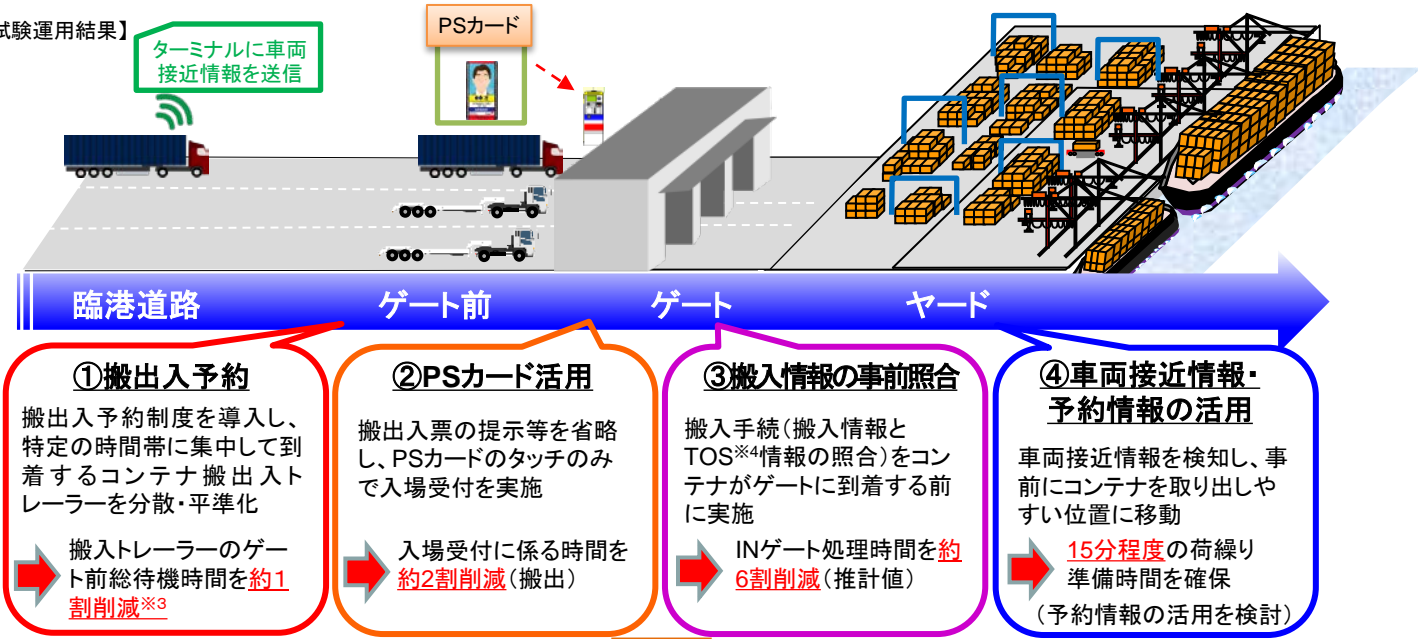 試験運用結果】
ターミナルに車両
接近情報を送信
PSカード
臨港道路
ゲート前
ゲート
ヤード
①搬出入予約
搬出入予約制度を導入し、
特定の時間帯に集中して到
着するコンテナ搬出入ト
レーラーを分散・平準化
搬入トレーラーのゲー
ト前総待機時間を約1
割削減※3
②PSカード活用
搬出入票の提示等を省略
し、PSカードのタッチのみ
で入場受付を実施
入場受付に係る時間を
約2割削減(搬出)
③搬入情報の事前照合
搬入手続(搬入情報と
TOS※4情報の照合)をコン
テナがゲートに到着する前
に実施
INゲート処理時間を約
6割削減(推計値)
④車両接近情報・
予約情報の活用
車両接近情報を検知し、事
前にコンテナを取り出しや
すい位置に移動
15分程度の荷繰り
準備時間を確保
(予約情報の活用を検討)